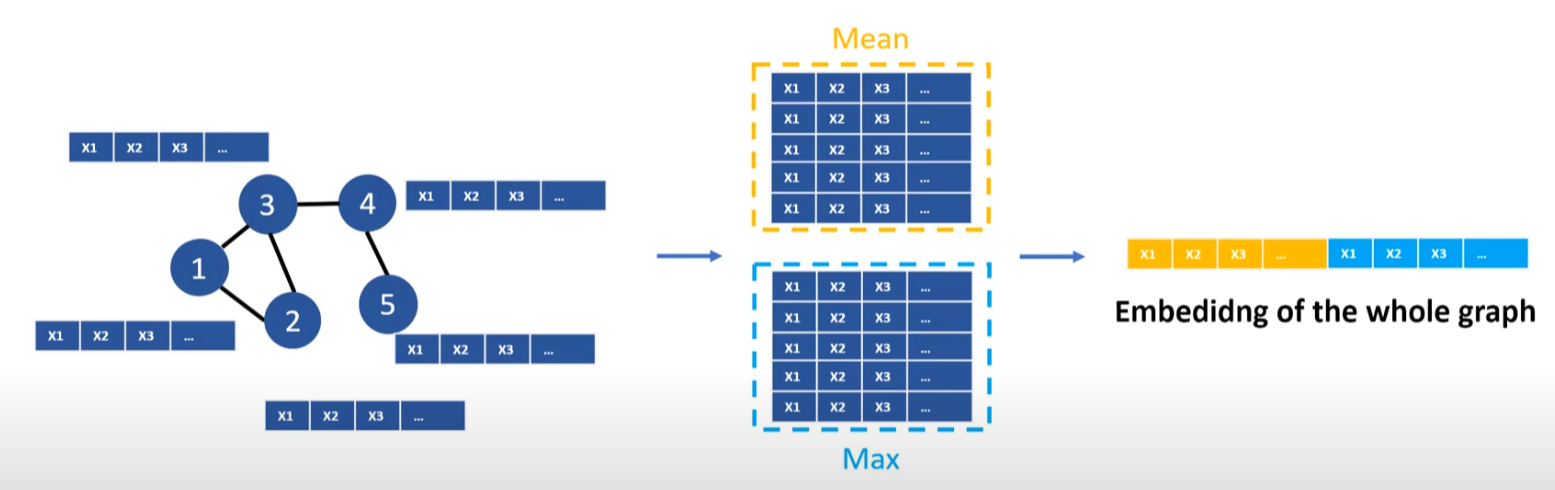 Mean
X1 X2 X3 ...
X1 X2 X3 ...
X1 X2 X3 ...
X1 X2 X3 ...
X1 X2 X3 ...
X1 X2 X3 ...
3
4
X1 X2 X3 ...
1
2
5
X1 X2 X3 ...
X1 X2 X3 ...
X1 X2 X3 ...
X1 X2 X3 ...
X1 X2 X3 ...
X1 X2 X3 ...
X1 X2 X3 ...
X1 X2 X3 ...
Max
X1 X2 X3 ... X1 X2 X3 ...
Embedidng of the whole graph